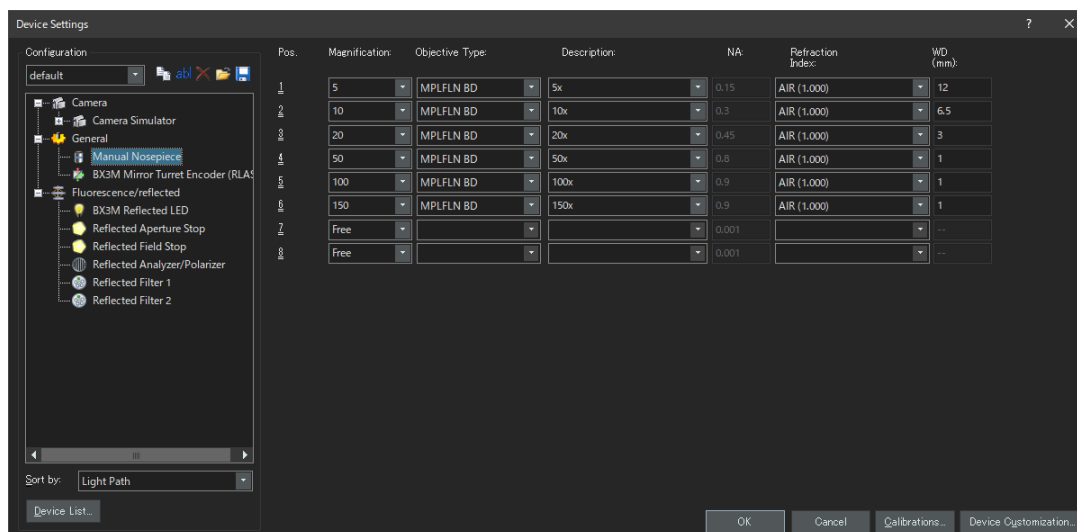 Device Settings ? ×
Configuration
default
abl
Camera
Camera Simulator
General
Manual Nosepiece
BX3M Mirror Turret Encoder (RLAS
Fluorescence/reflected
BX3M Reflected LED
Reflected Aperture Stop
Reflected Field Stop
Reflected Analyzer/Polarizer
Reflected Filter 1
Reflected Filter 2
Sort by: Light Path
Device List...
Pos. Magnification: Objective Type: Description: NA: Refraction Index: WD (mm):
1 5 MPLFLN BD 5x 0.15 AIR (1.000) 12
2 10 MPLFLN BD 10x 0.3 AIR (1.000) 6.5
3 20 MPLFLN BD 20x 0.45 AIR (1.000) 3
4 50 MPLFLN BD 50x 0.8 AIR (1.000) 1
5 100 MPLFLN BD 100x 0.9 AIR (1.000) 1
6 150 MPLFLN BD 150x 0.9 AIR (1.000) 1
7 Free 0.001 --
8 Free 0.001 --
OK Cancel Calibrations... Device Customization...